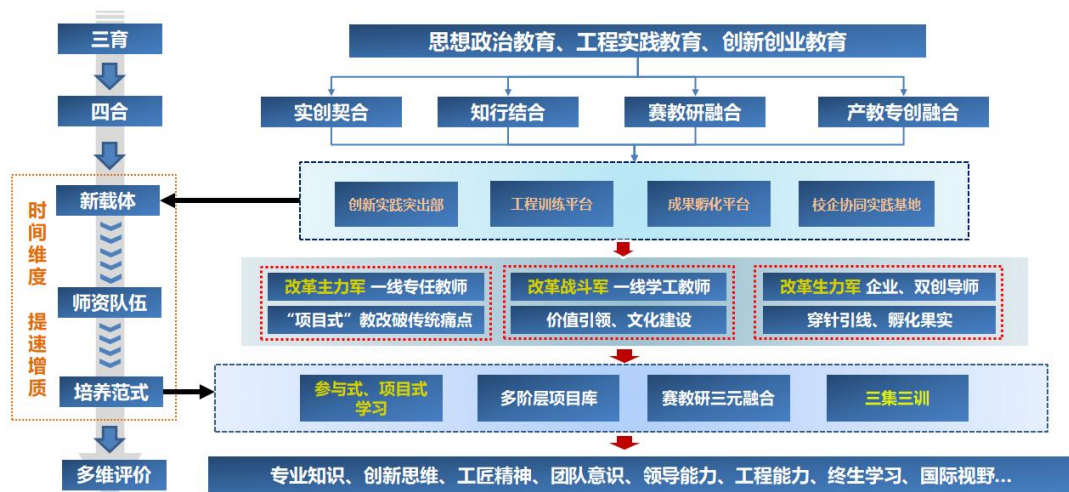 三育
思想政治教育、工程实践教育、创新创业教育
四合
实创契合
知行结合
赛教研融合
产教专创融合
新载体
创新实践突出部
工程训练平台
成果孵化平台
校企协同实践基地
时间维度 提速增质
师资队伍
改革主力军 一线专任教师
“项目式”教改破传统痛点
改革战斗军 一线学工教师
价值引领、文化建设
改革生力军 企业、双创导师
穿针引线、孵化果实
培养范式
参与式、项目式
学习
多阶层项目库
赛教研三元融合
三集三训
多维评价
专业知识、创新思维、工匠精神、团队意识、领导能力、工程能力、终生学习、国际视野...